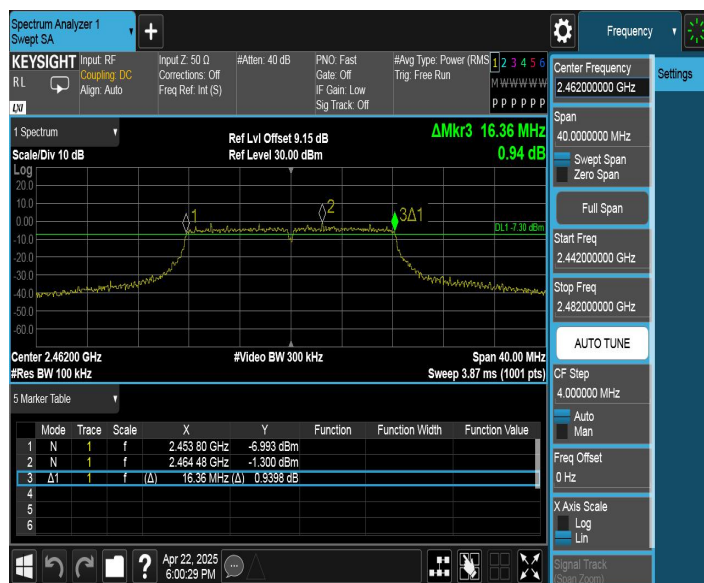 Spectrum Analyzer 1
Swept SA
Frequency
KEYSIGHT
RL
LXI
Input: RF
Coupling: DC
Align: Auto
Input Z: 50 Ω
Corrections: Off
Freq Ref: Int (S)
#Atten: 40 dB
PNO: Fast
Gate: Off
IF Gain: Low
Sig Track: Off
#Avg Type: Power (RMS
Trig: Free Run
1 2 3 4 5 6
M W W W W W
P P P P P P
1 Spectrum
Scale/Div 10 dB
Ref Lvl Offset 9.15 dB
Ref Level 30.00 dBm
ΔMkr3 16.36 MHz
0.94 dB
Log
20.0
10.0
0.00
-10.0
-20.0
-30.0
-40.0
-50.0
-60.0
1
2
3Δ1
DL1 -7.30 dBm
Center 2.46200 GHz
#Res BW 100 kHz
#Video BW 300 kHz
Span 40.00 MHz
Sweep 3.87 ms (1001 pts)
5 Marker Table
Mode Trace Scale X Y Function Function Width Function Value
1 N 1 f 2.453 80 GHz -6.993 dBm
2 N 1 f 2.464 48 GHz -1.300 dBm
3 Δ1 1 f (Δ) 16.36 MHz (Δ) 0.9398 dB
4
5
6
Apr 22, 2025
6:00:29 PM
Center Frequency
2.462000000 GHz
Settings
Span
40.0000000 MHz
Swept Span
Zero Span
Full Span
Start Freq
2.442000000 GHz
Stop Freq
2.482000000 GHz
AUTO TUNE
CF Step
4.000000 MHz
Auto
Man
Freq Offset
0 Hz
X Axis Scale
Log
Lin
Signal Track
(Span Zoom)